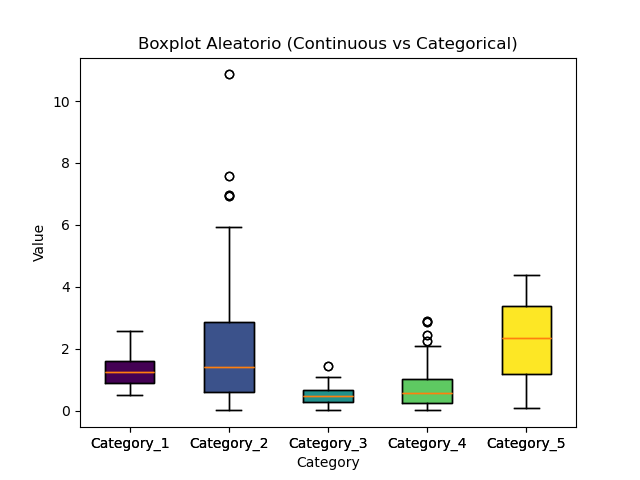 Boxplot Aleatorio (Continuous vs Categorical)
Value
10
8
6
4
2
0
Category_1 Category_2 Category_3 Category_4 Category_5
Category